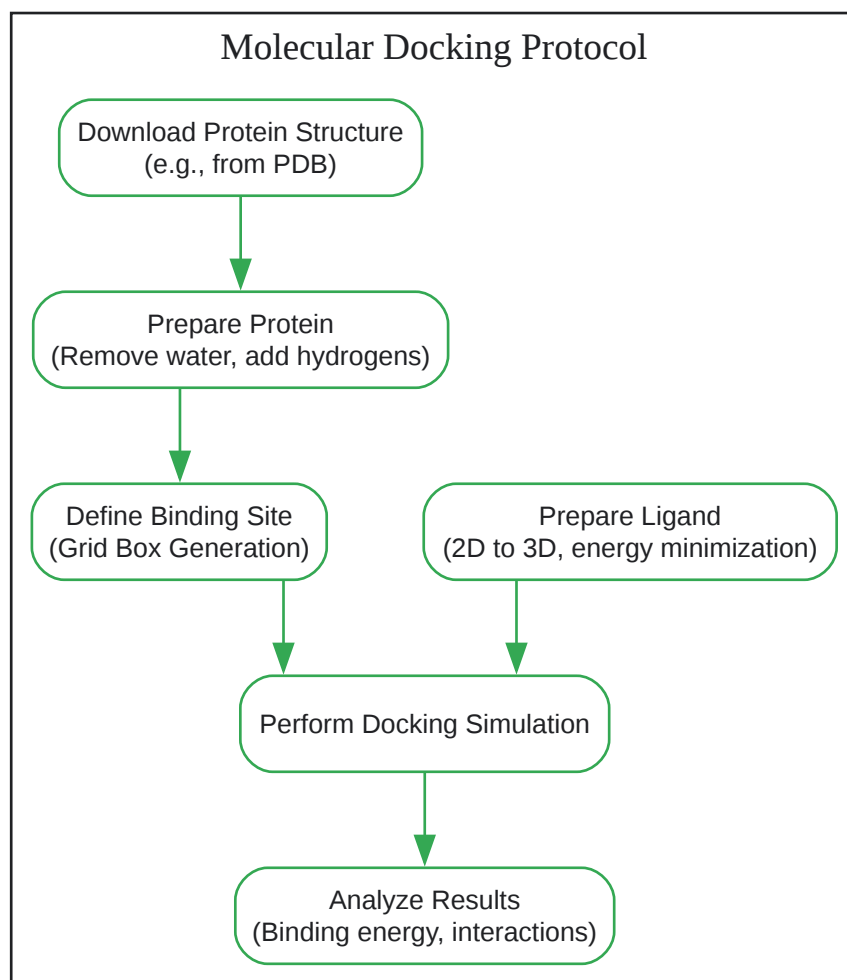 Molecular Docking Protocol
Download Protein Structure
(e.g., from PDB)
Prepare Protein
(Remove water, add hydrogens)
Define Binding Site
(Grid Box Generation)
Prepare Ligand
(2D to 3D, energy minimization)
Perform Docking Simulation
Analyze Results
(Binding energy, interactions)